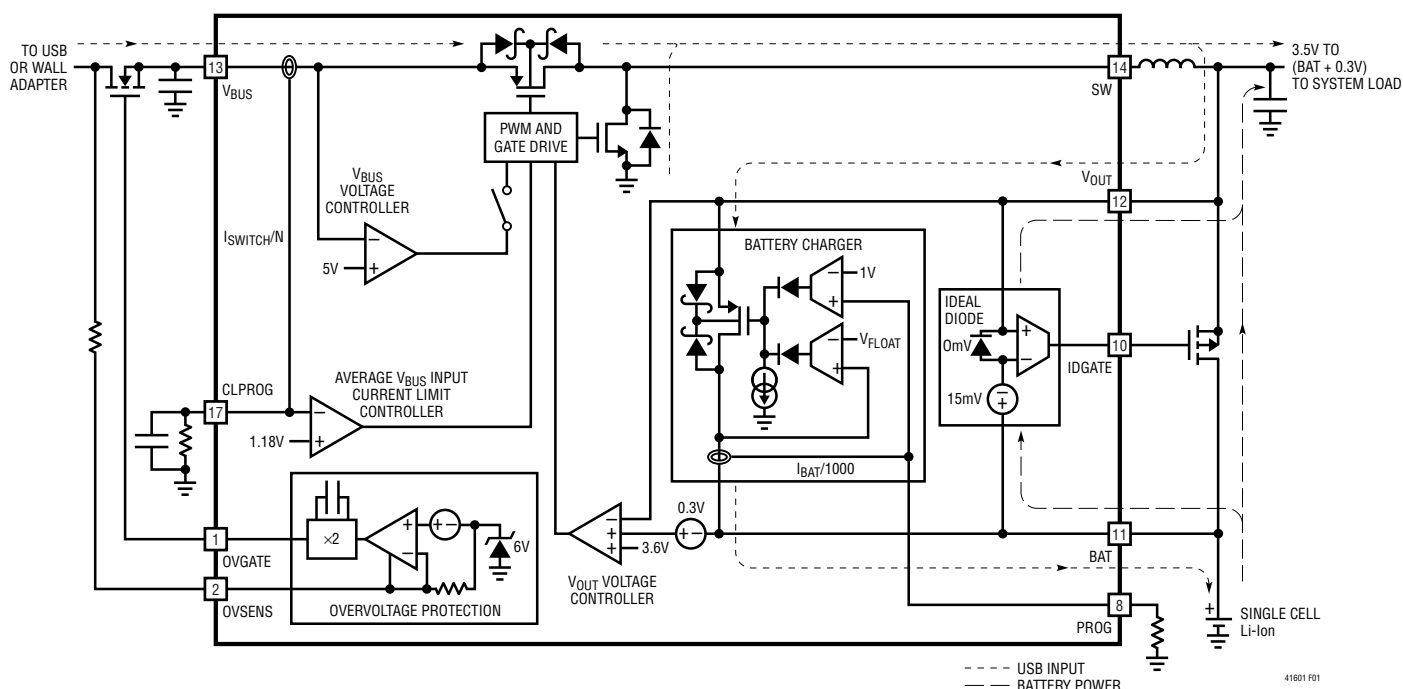 TO USB
OR WALL
ADAPTER
13
VBUS
14
SW
3.5V TO
(BAT + 0.3V)
TO SYSTEM LOAD
PWM AND
GATE DRIVE
VBUS
VOLTAGE
CONTROLLER
ISWITCH/N
−
+
5V
VOUT
12
BATTERY CHARGER
−
+
1V
−
+
VFLOAT
IBAT/1000
IDEAL
DIODE
0mV
+
−
−
+
15mV
10
IDGATE
CLPROG
17
AVERAGE VBUS INPUT
CURRENT LIMIT
CONTROLLER
−
+
1.18V
×2
+
−
+ −
6V
OVERVOLTAGE PROTECTION
1
OVGATE
2
OVSENS
−
+
+
3.6V
0.3V
+ −
VOUT VOLTAGE
CONTROLLER
11
BAT
8
PROG
+
SINGLE CELL
Li-Ion
USB INPUT
BATTERY POWER
41601 F01